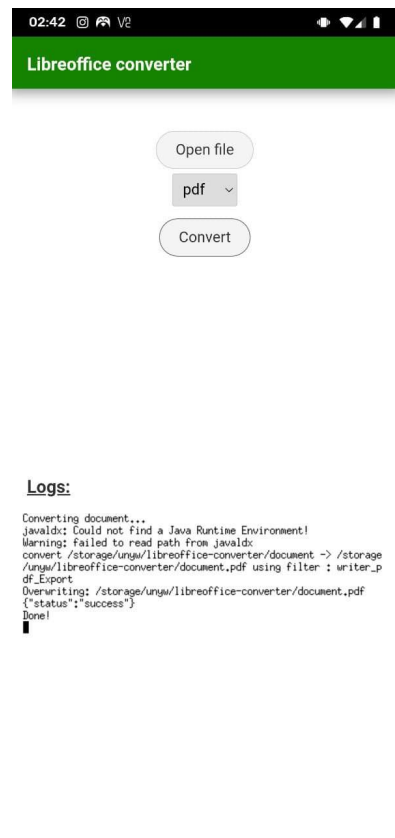 02:42
Libreoffice converter
Open file
pdf
Convert
Logs:
Converting document...
javaldx: Could not find a Java Runtime Environment!
Warning: failed to read path from javaldx
convert /storage/unyw/libreoffice-converter/document -> /storage
/unyw/libreoffice-converter/document.pdf using filter : writer_p
df_Export
Overwriting: /storage/unyw/libreoffice-converter/document.pdf
{"status":"success"}
Done!